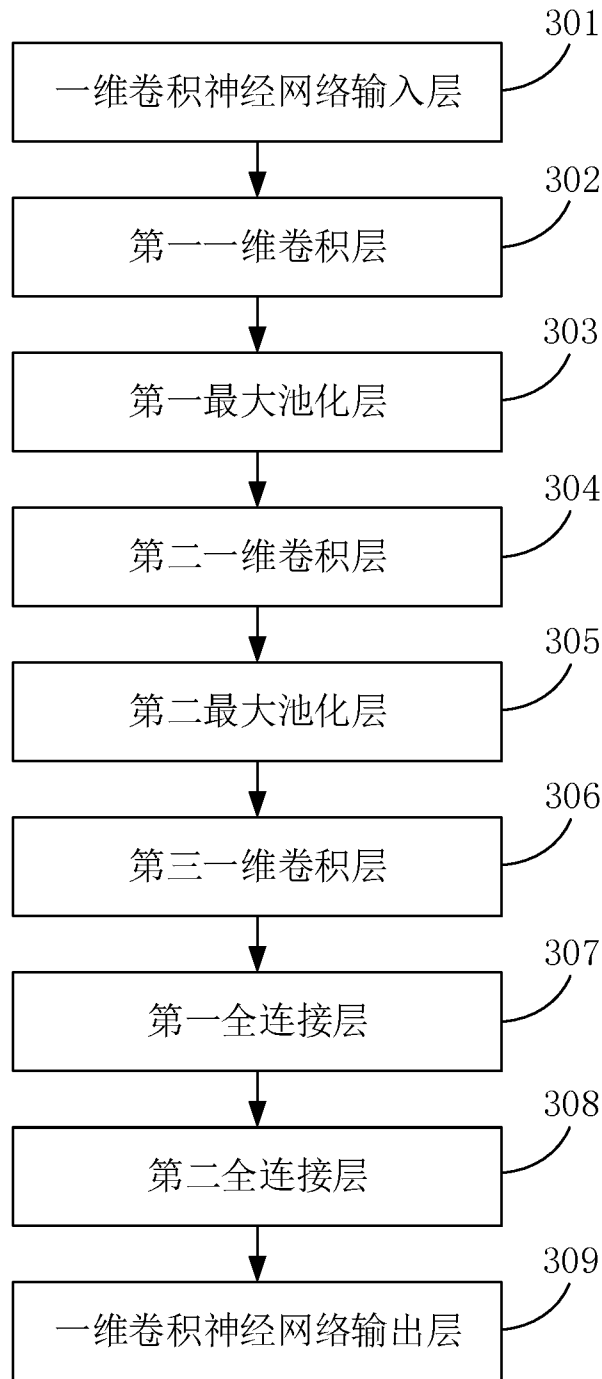 301
一维卷积神经网络输入层
302
第一一维卷积层
303
第一最大池化层
304
第二一维卷积层
305
第二最大池化层
306
第三一维卷积层
307
第一全连接层
308
第二全连接层
309
一维卷积神经网络输出层